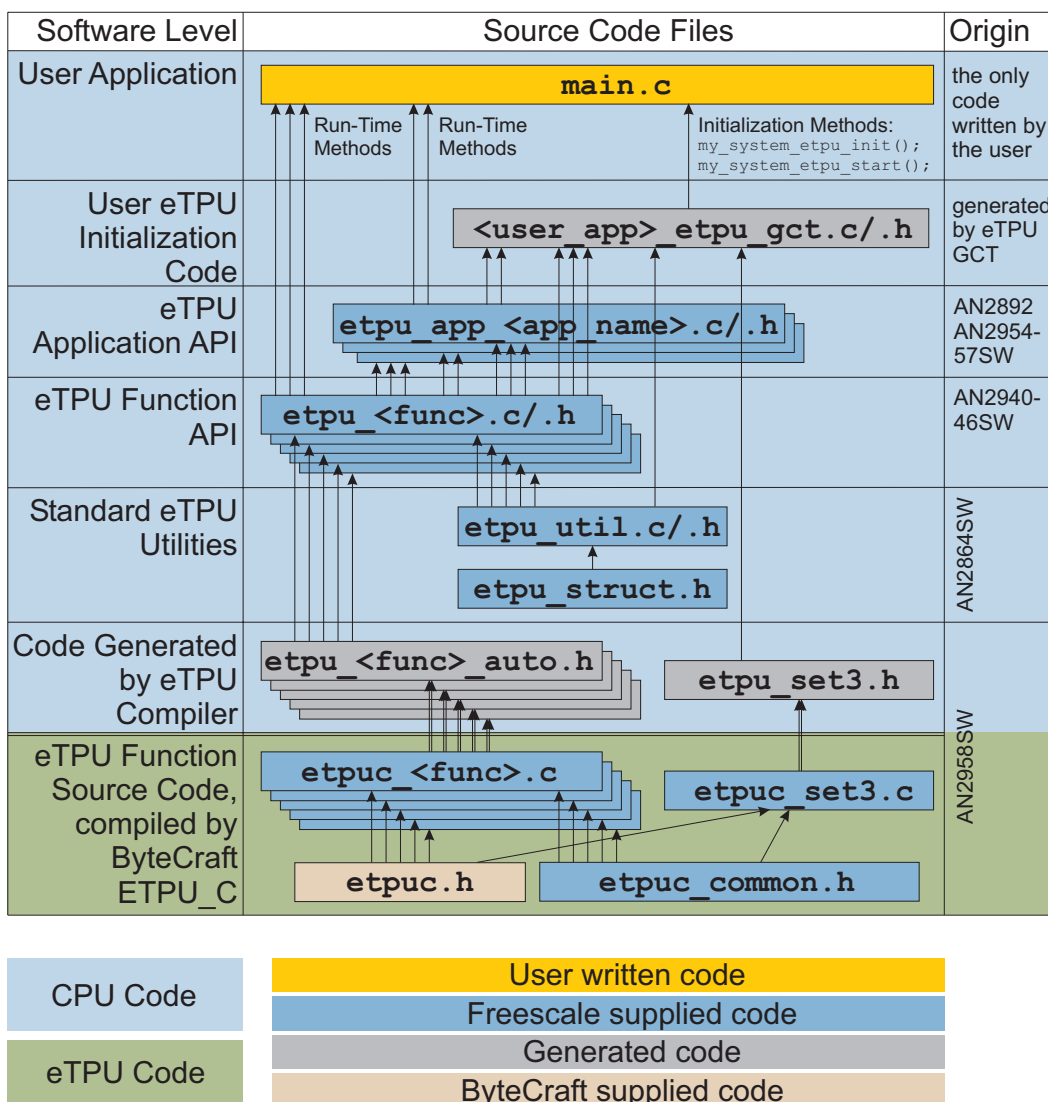 Software Level
Source Code Files
Origin
User Application
main.c
the only
code
written by
the user
Run-Time
Methods
Run-Time
Methods
Initialization Methods:
my_system_etpu_init();
my_system_etpu_start();
User eTPU
Initialization
Code
<user_app>_etpu_gct.c/.h
generated
by eTPU
GCT
eTPU
Application API
etpu_app_<app_name>.c/.h
AN2892
AN2954-
57SW
eTPU Function
API
etpu_<func>.c/.h
AN2940-
46SW
Standard eTPU
Utilities
etpu_util.c/.h
etpu_struct.h
AN2864SW
Code Generated
by eTPU
Compiler
etpu_<func>_auto.h
etpu_set3.h
AN2958SW
eTPU Function
Source Code,
compiled by
ByteCraft
ETPU_C
etpuc_<func>.c
etpuc_set3.c
etpuc.h
etpuc_common.h
CPU Code
eTPU Code
User written code
Freescale supplied code
Generated code
ByteCraft supplied code